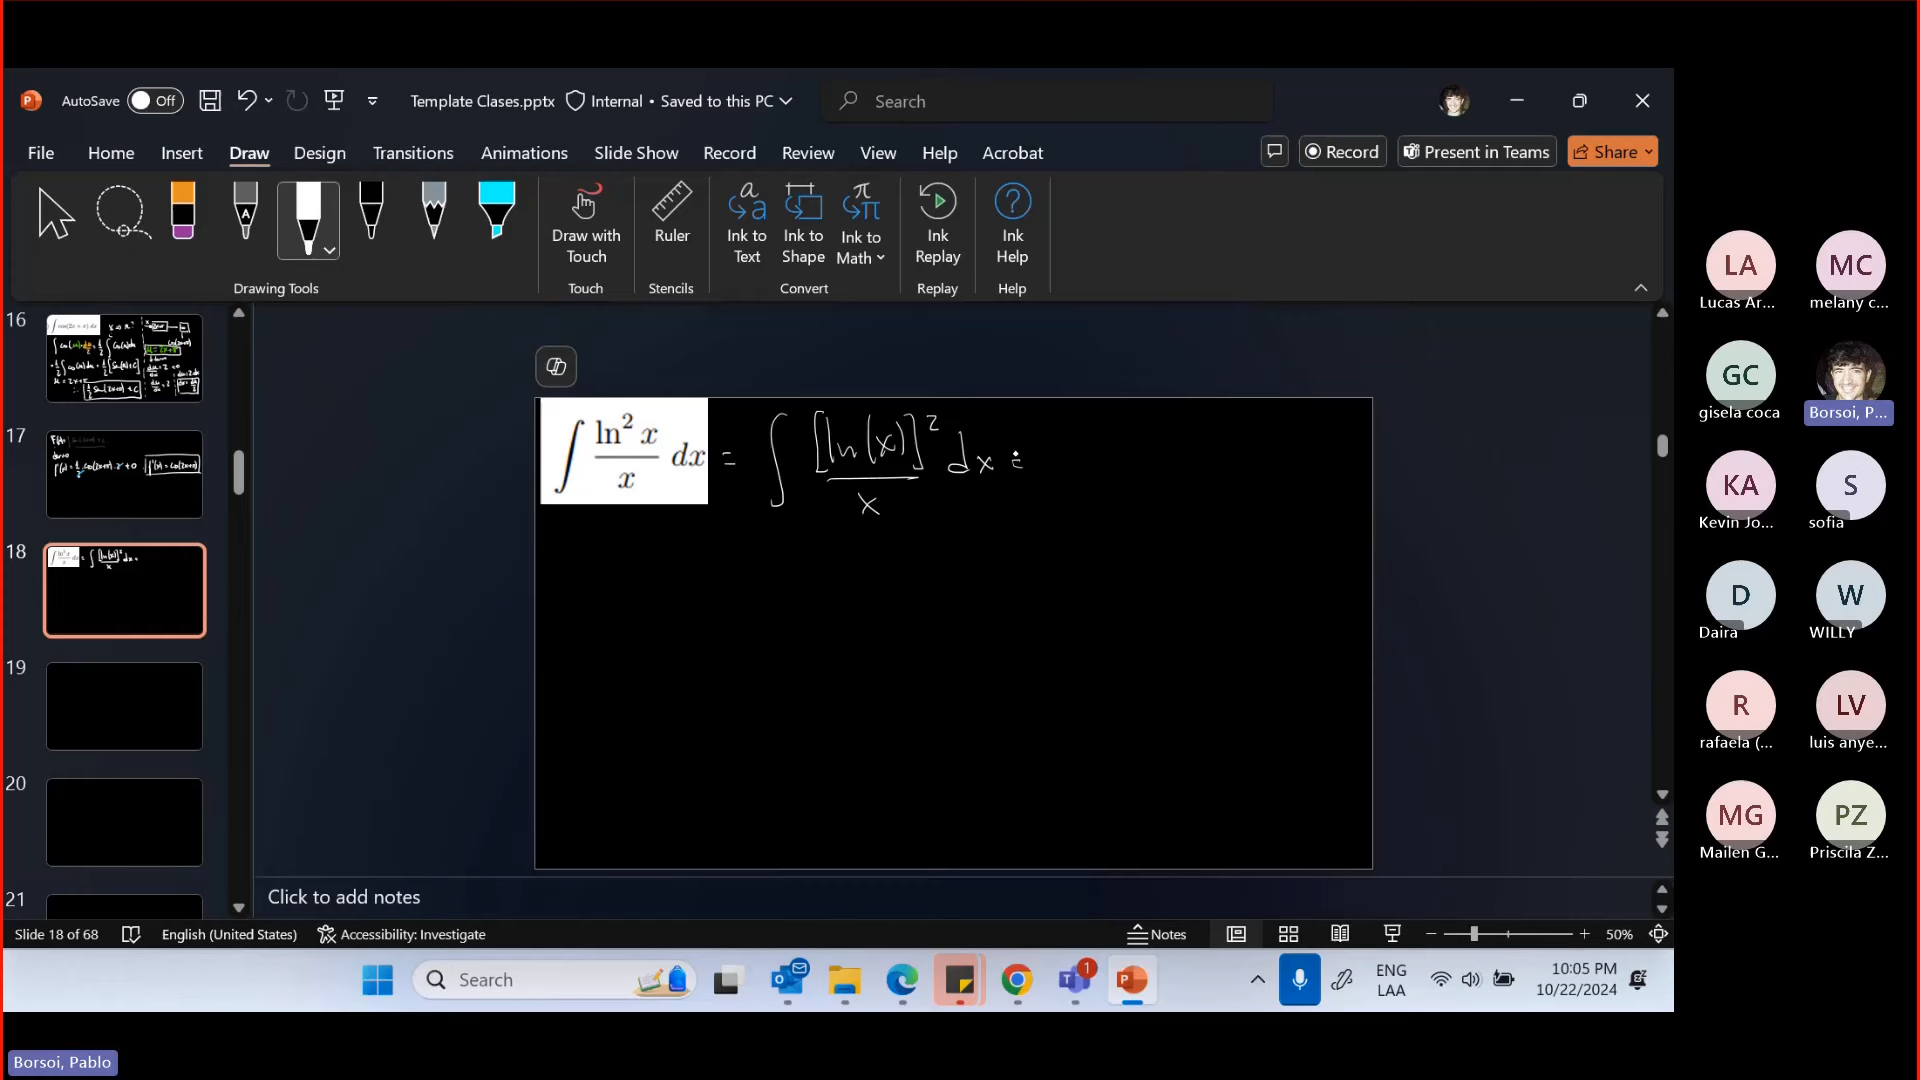 AutoSave Off Template Clases.pptx Internal • Saved to this PC Search
File Home Insert Draw Design Transitions Animations Slide Show Record Review View Help Acrobat Record Present in Teams Share
Draw with Touch Ruler Ink to Text Ink to Shape Ink to Math Ink Replay Ink Help
Drawing Tools Touch Stencils Convert Replay Help
16
17
18
19
20
21
∫ ln² x / x dx = ∫ [ln(x)]² / x dx =
Click to add notes
Slide 18 of 68 English (United States) Accessibility: Investigate Notes 50%
Search 1 ENG LAA 10:05 PM 10/22/2024
LA
Lucas Ar...
MC
melany c...
GC
gisela coca
Borsoi, P...
KA
Kevin Jo...
S
sofia
D
Daira
W
WILLY
R
rafaela (...
LV
luis anye...
MG
Mailen G...
PZ
Priscila Z...
Borsoi, Pablo